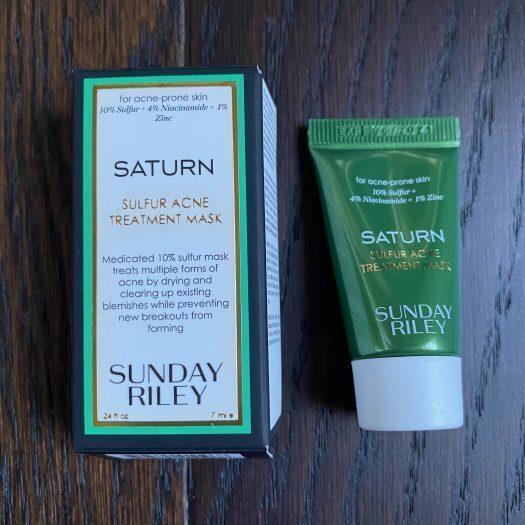 for acne-prone skin
10% Sulfur + 4% Niacinamide + 1%
Zinc
SATURN
SULFUR ACNE
TREATMENT MASK
Medicated 10% sulfur mask
treats multiple forms of
acne by drying and
clearing up existing
blemishes while preventing
new breakouts from
forming
SUNDAY
RILEY
.24 fl oz 7 ml e
for acne-prone skin
10% Sulfur +
4% Niacinamide + 1% Zinc
SATURN
SULFUR ACNE
TREATMENT MASK
SUNDAY
RILEY